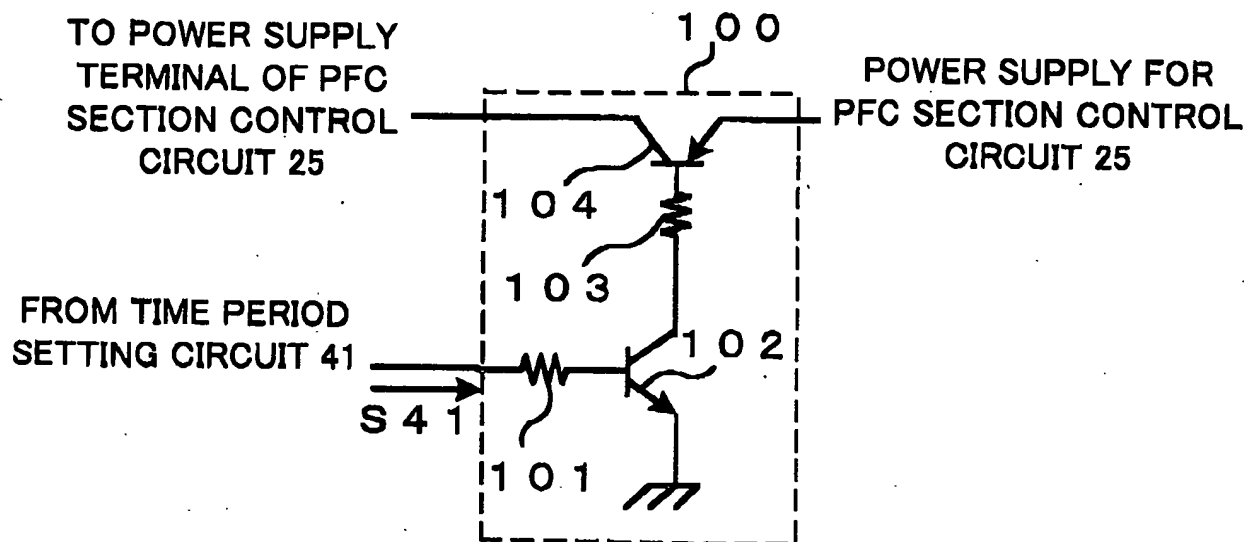 TO POWER SUPPLY
TERMINAL OF PFC
SECTION CONTROL
CIRCUIT 25
100
POWER SUPPLY FOR
PFC SECTION CONTROL
CIRCUIT 25
104
103
FROM TIME PERIOD
SETTING CIRCUIT 41
102
S41
101